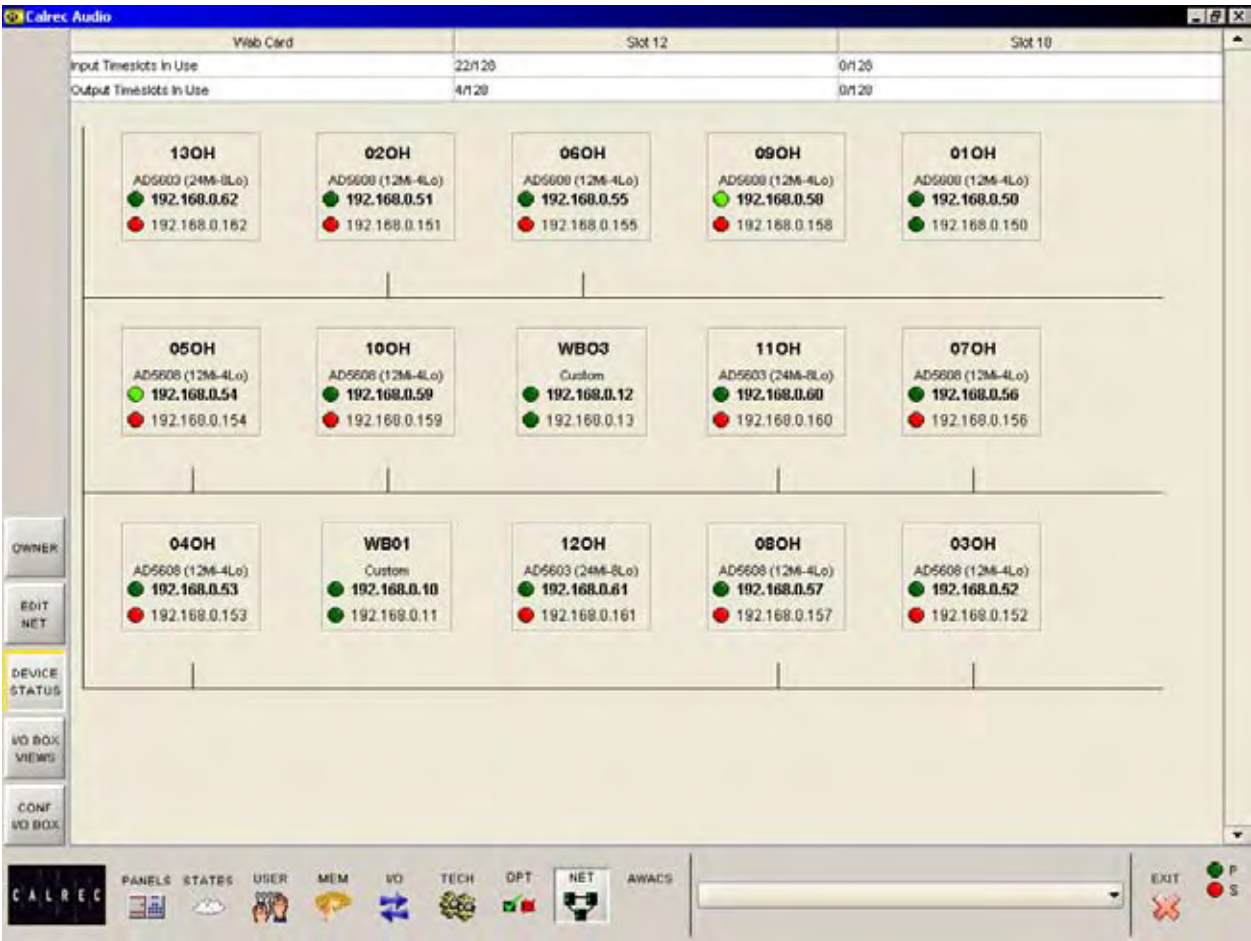 Calrec Audio
Wab Card Slot 12 Slot 10
Input Timeslots In Use 22/128 0/128
Output Timeslots In Use 4/128 0/128
13OH 02OH 06OH 09OH 01OH
AD5603 (24Mi-8Lo) AD5608 (12Mi-4Lo) AD5608 (12Mi-4Lo) AD5608 (12Mi-4Lo) AD5608 (12Mi-4Lo)
192.168.0.62 192.168.0.51 192.168.0.55 192.168.0.58 192.168.0.50
192.168.0.162 192.168.0.151 192.168.0.155 192.168.0.158 192.168.0.150
05OH 10OH WBO3 11OH 07OH
AD5608 (12Mi-4Lo) AD5608 (12Mi-4Lo) Custom AD5603 (24Mi-8Lo) AD5608 (12Mi-4Lo)
192.168.0.54 192.168.0.59 192.168.0.12 192.168.0.60 192.168.0.56
192.168.0.154 192.168.0.159 192.168.0.13 192.168.0.160 192.168.0.156
04OH WB01 12OH 08OH 03OH
AD5608 (12Mi-4Lo) Custom AD5603 (24Mi-8Lo) AD5608 (12Mi-4Lo) AD5608 (12Mi-4Lo)
192.168.0.53 192.168.0.10 192.168.0.61 192.168.0.57 192.168.0.52
192.168.0.153 192.168.0.11 192.168.0.161 192.168.0.157 192.168.0.152
OWNER
EDIT
NET
DEVICE
STATUS
I/O BOX
VIEWS
CONF
I/O BOX
CALREC PANELS STATES USER MEM I/O TECH OPT NET AWACS EXIT P
S